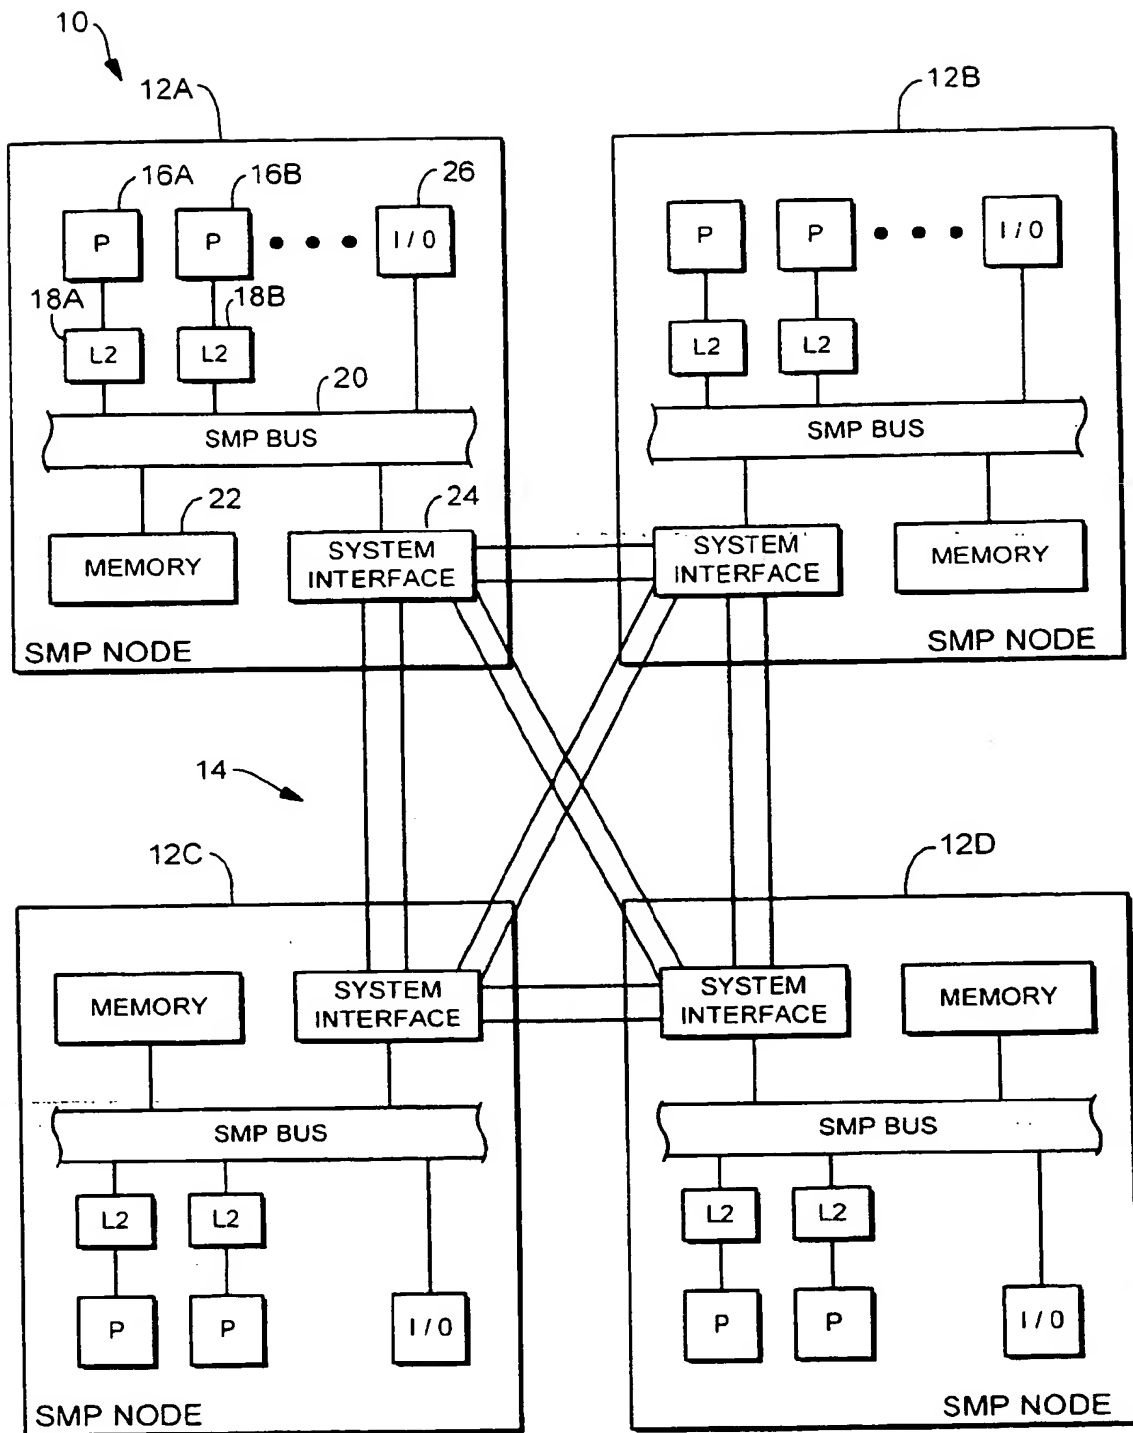 10
12A
12B
16A
16B
26
P
P
I/0
P
P
I/0
18A
18B
L2
L2
L2
L2
20
SMP BUS
SMP BUS
22
24
MEMORY
SYSTEM
INTERFACE
SYSTEM
INTERFACE
MEMORY
SMP NODE
SMP NODE
14
12C
12D
MEMORY
SYSTEM
INTERFACE
SYSTEM
INTERFACE
MEMORY
SMP BUS
SMP BUS
L2
L2
L2
L2
P
P
I/0
P
P
I/0
SMP NODE
SMP NODE